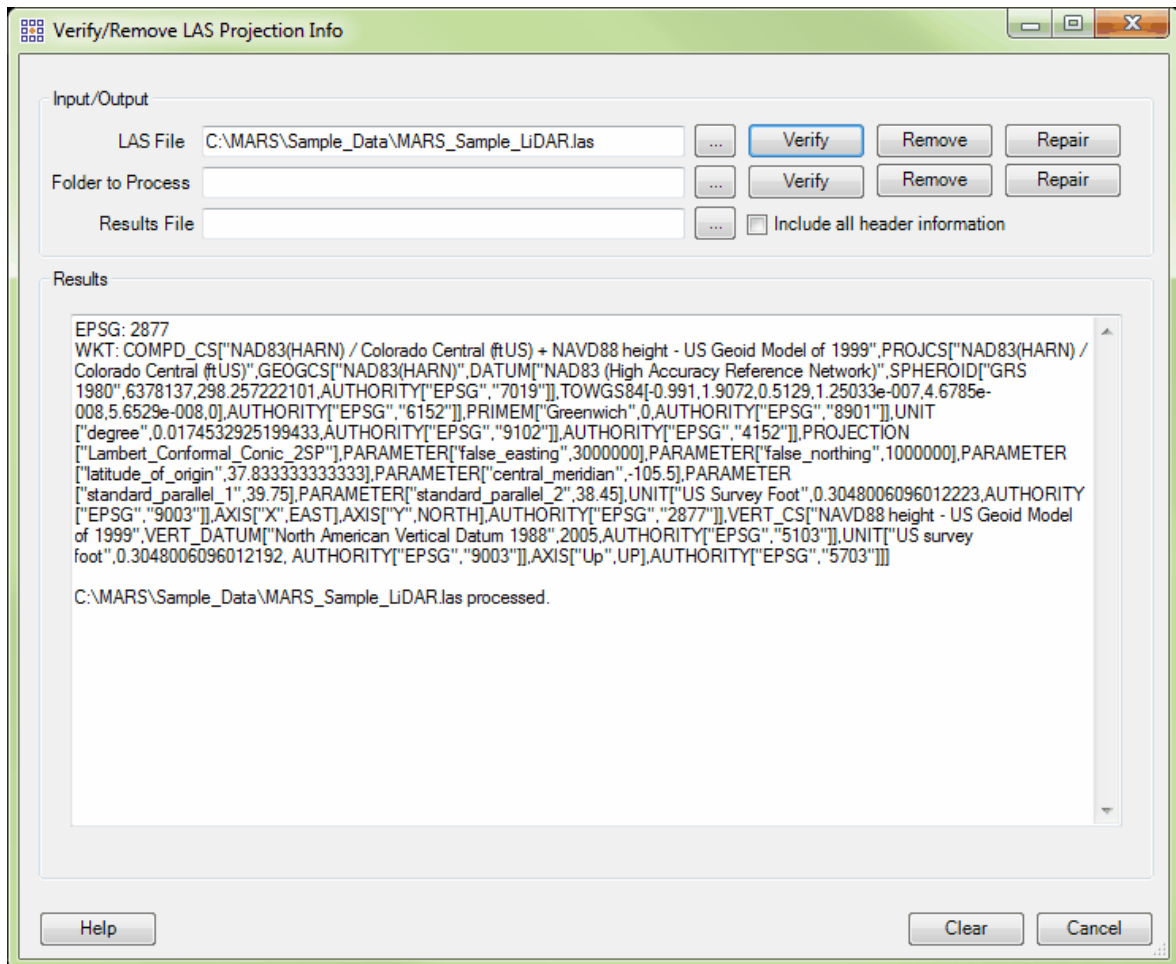 Verify/Remove LAS Projection Info
Input/Output
LAS File C:\MARS\Sample_Data\MARS_Sample_LiDAR.las ... Verify Remove Repair
Folder to Process ... Verify Remove Repair
Results File ... Include all header information
Results
EPSG: 2877
WKT: COMPD_CS["NAD83(HARN) / Colorado Central (ftUS) + NAVD88 height - US Geoid Model of 1999",PROJCS["NAD83(HARN) /
Colorado Central (ftUS)",GEOGCS["NAD83(HARN)",DATUM["NAD83 (High Accuracy Reference Network)",SPHEROID["GRS
1980",6378137,298.257222101,AUTHORITY["EPSG","7019"]],TOWGS84[-0.991,1.9072,0.5129,1.25033e-007,4.6785e-
008,5.6529e-008,0],AUTHORITY["EPSG","6152"]],PRIMEM["Greenwich",0,AUTHORITY["EPSG","8901"]],UNIT
["degree",0.0174532925199433,AUTHORITY["EPSG","9102"]],AUTHORITY["EPSG","4152"]],PROJECTION
["Lambert_Conformal_Conic_2SP"],PARAMETER["false_easting",3000000],PARAMETER["false_northing",1000000],PARAMETER
["latitude_of_origin",37.833333333333],PARAMETER["central_meridian",-105.5],PARAMETER
["standard_parallel_1",39.75],PARAMETER["standard_parallel_2",38.45],UNIT["US Survey Foot",0.3048006096012223,AUTHORITY
["EPSG","9003"]],AXIS["X",EAST],AXIS["Y",NORTH],AUTHORITY["EPSG","2877"]],VERT_CS["NAVD88 height - US Geoid Model
of 1999",VERT_DATUM["North American Vertical Datum 1988",2005,AUTHORITY["EPSG","5103"]],UNIT["US survey
foot",0.3048006096012192, AUTHORITY["EPSG","9003"]],AXIS["Up",UP],AUTHORITY["EPSG","5703"]]]
C:\MARS\Sample_Data\MARS_Sample_LiDAR.las processed.
Help Clear Cancel